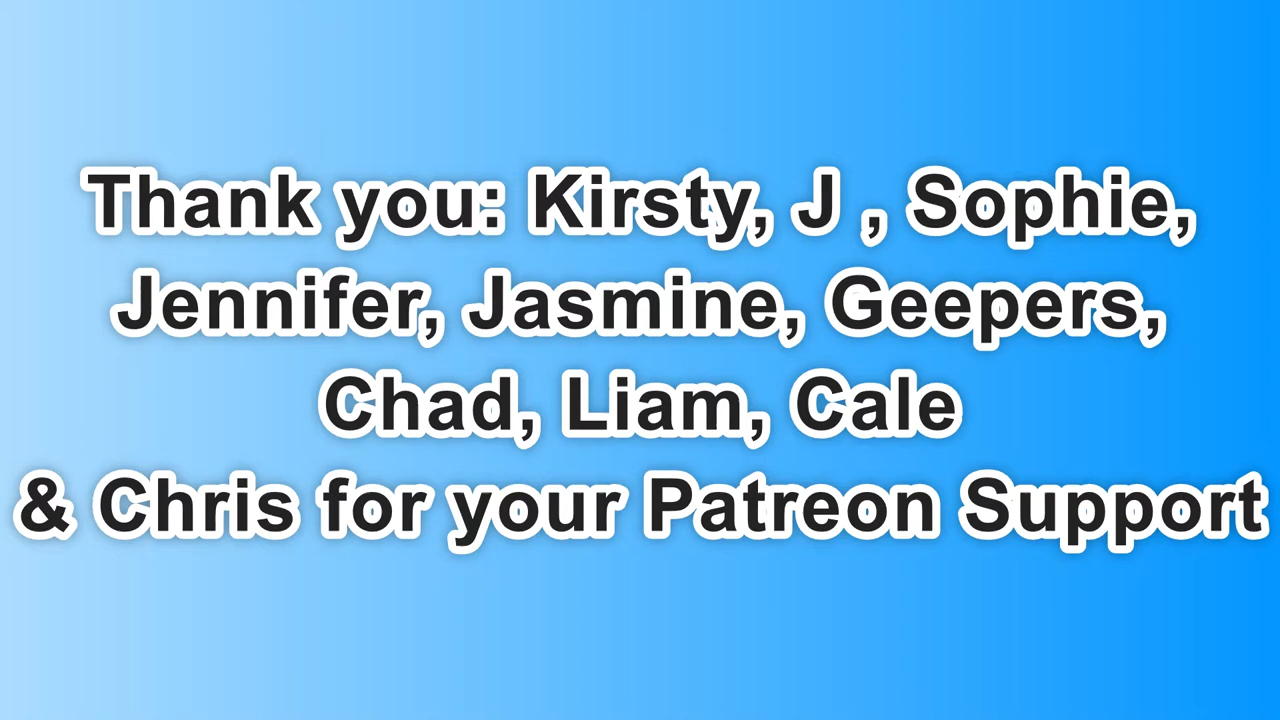 Thank you: Kirsty, J , Sophie,
Jennifer, Jasmine, Geepers,
Chad, Liam, Cale
& Chris for your Patreon Support